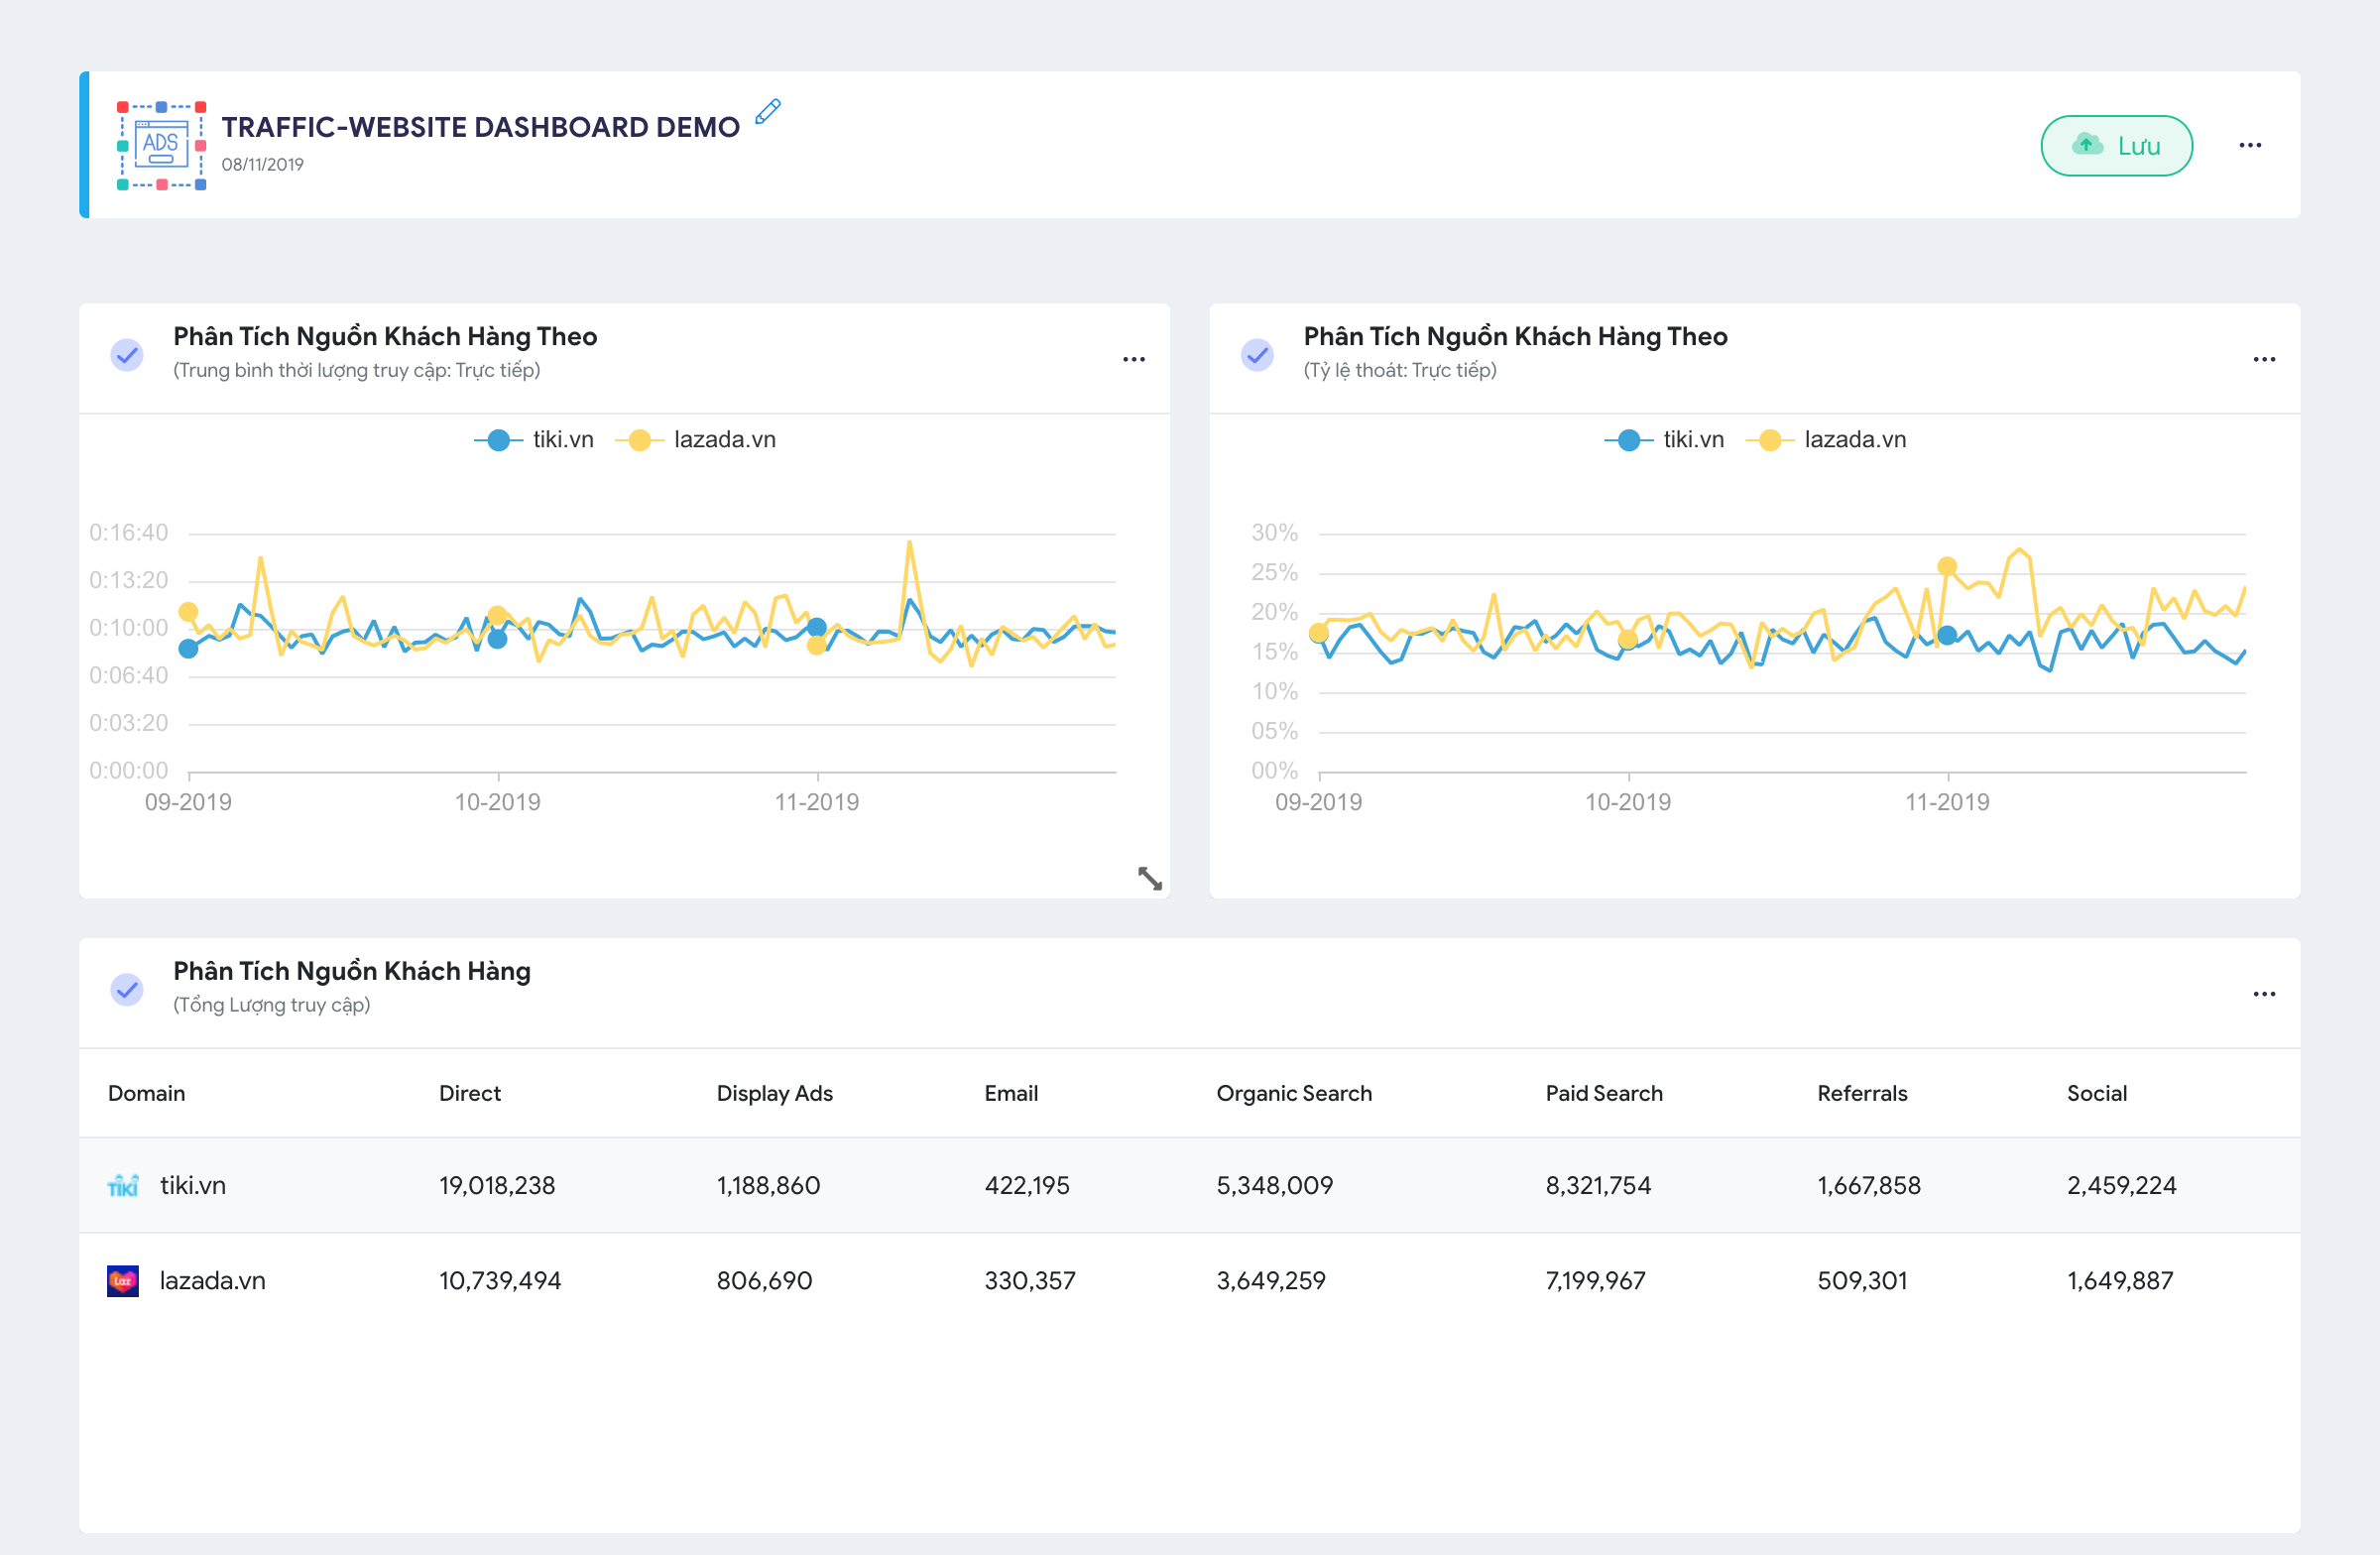 ADS
TRAFFIC-WEBSITE DASHBOARD DEMO
08/11/2019
Lưu
Phân Tích Nguồn Khách Hàng Theo
(Trung bình thời lượng truy cập: Trực tiếp)
tiki.vn lazada.vn
0:16:40
0:13:20
0:10:00
0:06:40
0:03:20
0:00:00
09-2019 10-2019 11-2019
Phân Tích Nguồn Khách Hàng Theo
(Tỷ lệ thoát: Trực tiếp)
tiki.vn lazada.vn
30%
25%
20%
15%
10%
05%
00%
09-2019 10-2019 11-2019
Phân Tích Nguồn Khách Hàng
(Tổng Lượng truy cập)
Domain Direct Display Ads Email Organic Search Paid Search Referrals Social
TIKI tiki.vn 19,018,238 1,188,860 422,195 5,348,009 8,321,754 1,667,858 2,459,224
Laz lazada.vn 10,739,494 806,690 330,357 3,649,259 7,199,967 509,301 1,649,887